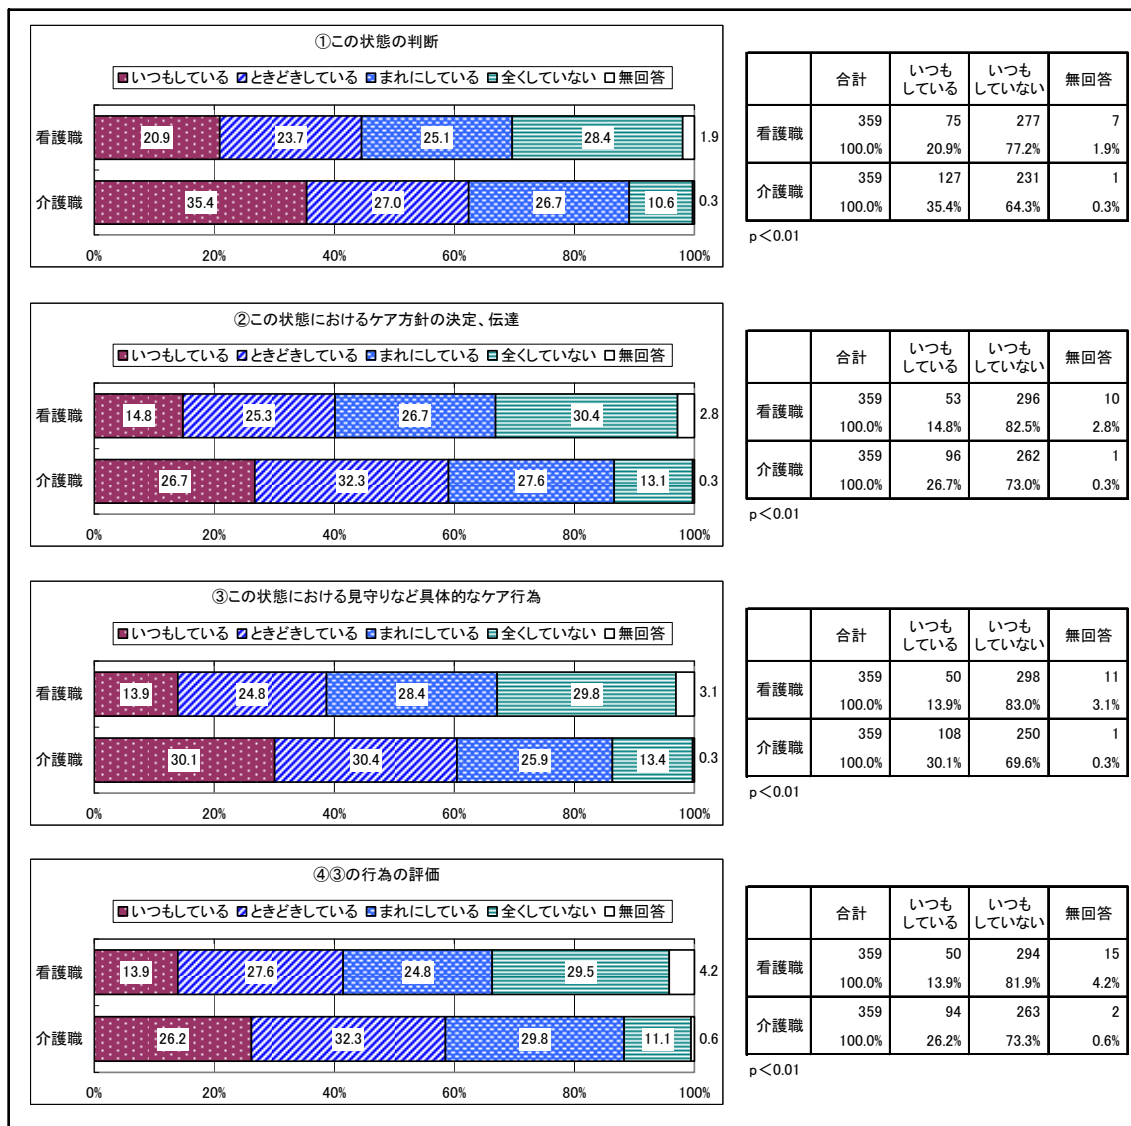 ①この状態の判断
いつもしている ときどきしている まれにしている 全くしていない 無回答
看護職 20.9 23.7 25.1 28.4 1.9
介護職 35.4 27.0 26.7 10.6 0.3
0% 20% 40% 60% 80% 100%
合計 いつもしている いつもしていない 無回答
看護職 359 75 277 7
100.0% 20.9% 77.2% 1.9%
介護職 359 127 231 1
100.0% 35.4% 64.3% 0.3%
p<0.01
②この状態におけるケア方針の決定、伝達
いつもしている ときどきしている まれにしている 全くしていない 無回答
看護職 14.8 25.3 26.7 30.4 2.8
介護職 26.7 32.3 27.6 13.1 0.3
0% 20% 40% 60% 80% 100%
合計 いつもしている いつもしていない 無回答
看護職 359 53 296 10
100.0% 14.8% 82.5% 2.8%
介護職 359 96 262 1
100.0% 26.7% 73.0% 0.3%
p<0.01
③この状態における見守りなど具体的なケア行為
いつもしている ときどきしている まれにしている 全くしていない 無回答
看護職 13.9 24.8 28.4 29.8 3.1
介護職 30.1 30.4 25.9 13.4 0.3
0% 20% 40% 60% 80% 100%
合計 いつもしている いつもしていない 無回答
看護職 359 50 298 11
100.0% 13.9% 83.0% 3.1%
介護職 359 108 250 1
100.0% 30.1% 69.6% 0.3%
p<0.01
④③の行為の評価
いつもしている ときどきしている まれにしている 全くしていない 無回答
看護職 13.9 27.6 24.8 29.5 4.2
介護職 26.2 32.3 29.8 11.1 0.6
0% 20% 40% 60% 80% 100%
合計 いつもしている いつもしていない 無回答
看護職 359 50 294 15
100.0% 13.9% 81.9% 4.2%
介護職 359 94 263 2
100.0% 26.2% 73.3% 0.6%
p<0.01